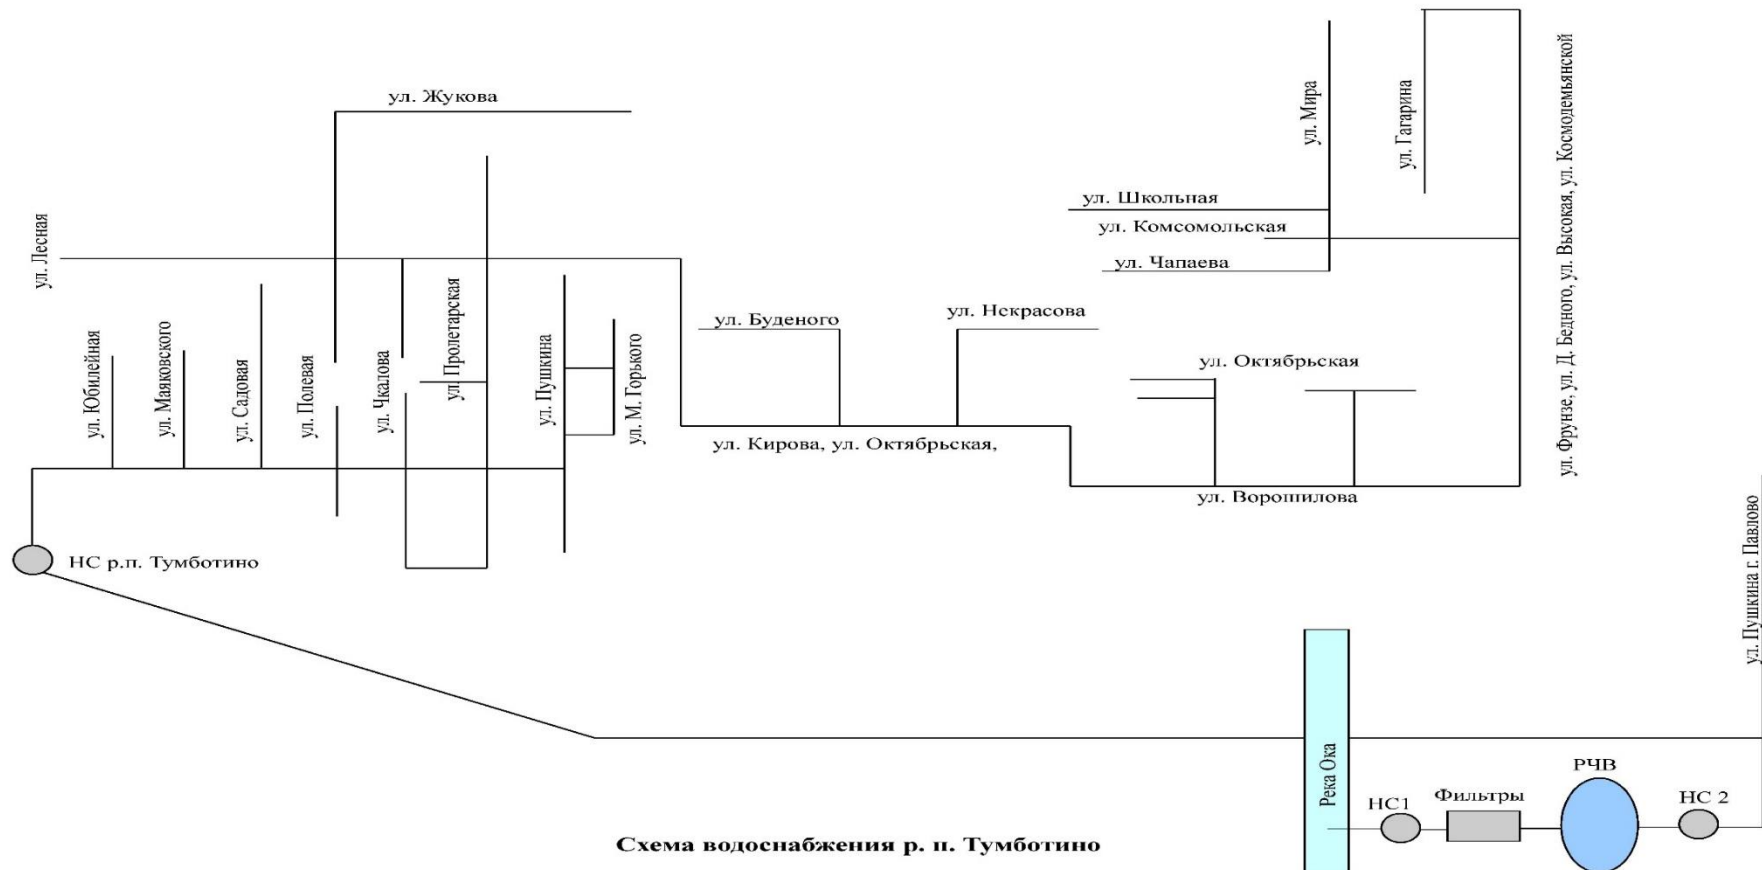 ул. Жукова
ул. Лесная
ул. Юбилейная
ул. Маяковского
ул. Садовая
ул. Полевая
ул. Чкалова
ул. Пролетарская
ул. Пушкина
ул. М. Горького
ул. Буденого
ул. Некрасова
ул. Кирова, ул. Октябрьская,
ул. Мира
ул. Гагарина
ул. Школьная
ул. Комсомольская
ул. Чапаева
ул. Октябрьская
ул. Ворошилова
ул. Фрунзе, ул. Д. Бедного, ул. Высокая, ул. Космодемьянской
НС р.п. Тумботино
ул. Пушкина г. Павлово
Река Ока
НС1
Фильтры
РЧВ
НС 2
Схема водоснабжения р. п. Тумботино